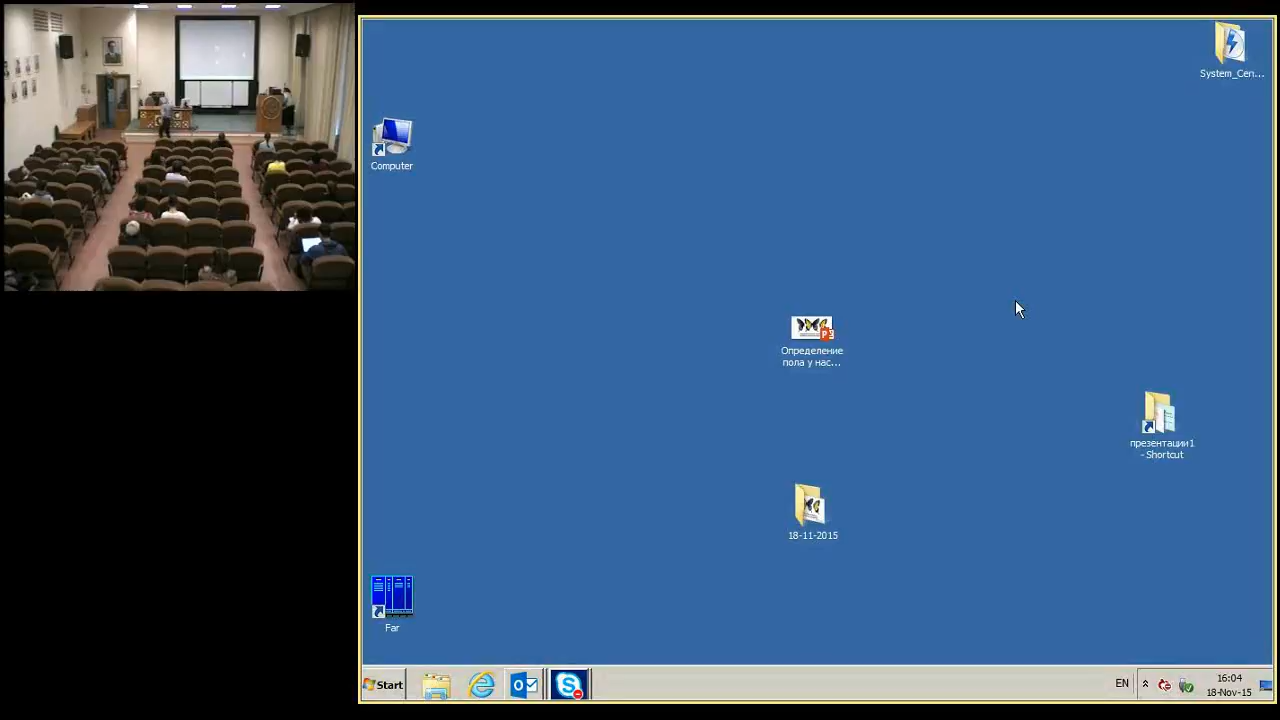 System_Cen...
Computer
Определение
пола у нас...
презентации1
- Shortcut
18-11-2015
Far
Start
EN
16:04
18-Nov-15